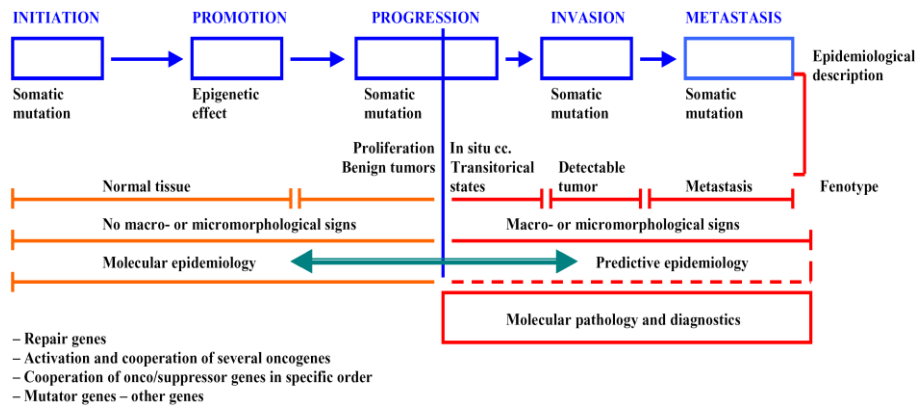 INITIATION PROMOTION PROGRESSION INVASION METASTASIS
Epidemiological
description
Somatic
mutation
Epigenetic
effect
Somatic
mutation
Somatic
mutation
Somatic
mutation
Proliferation
Benign tumors
In situ cc.
Transitorical
states
Detectable
tumor
Normal tissue
Metastasis
Fenotype
No macro- or micromorphological signs
Macro- or micromorphological signs
Molecular epidemiology
Predictive epidemiology
Molecular pathology and diagnostics
– Repair genes
– Activation and cooperation of several oncogenes
– Cooperation of onco/suppressor genes in specific order
– Mutator genes – other genes